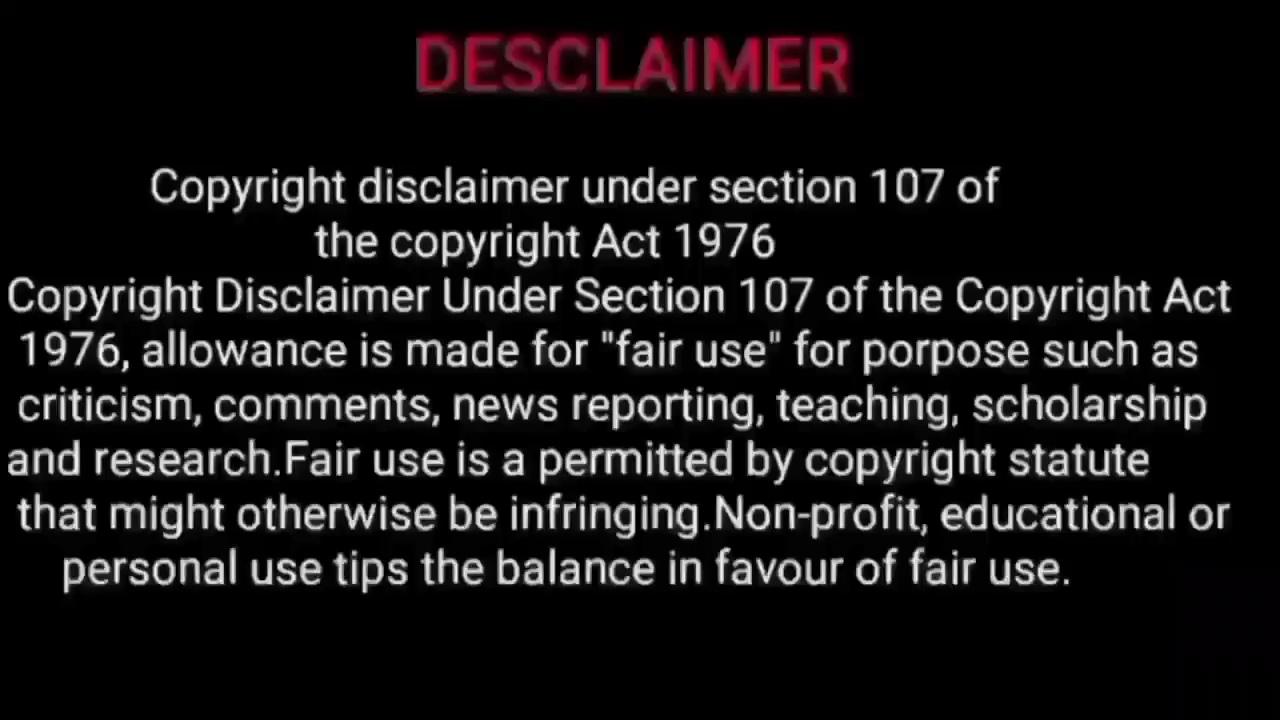 DESCLAIMER
Copyright disclaimer under section 107 of
the copyright Act 1976
Copyright Disclaimer Under Section 107 of the Copyright Act
1976, allowance is made for "fair use" for porpose such as
criticism, comments, news reporting, teaching, scholarship
and research.Fair use is a permitted by copyright statute
that might otherwise be infringing.Non-profit, educational or
personal use tips the balance in favour of fair use.